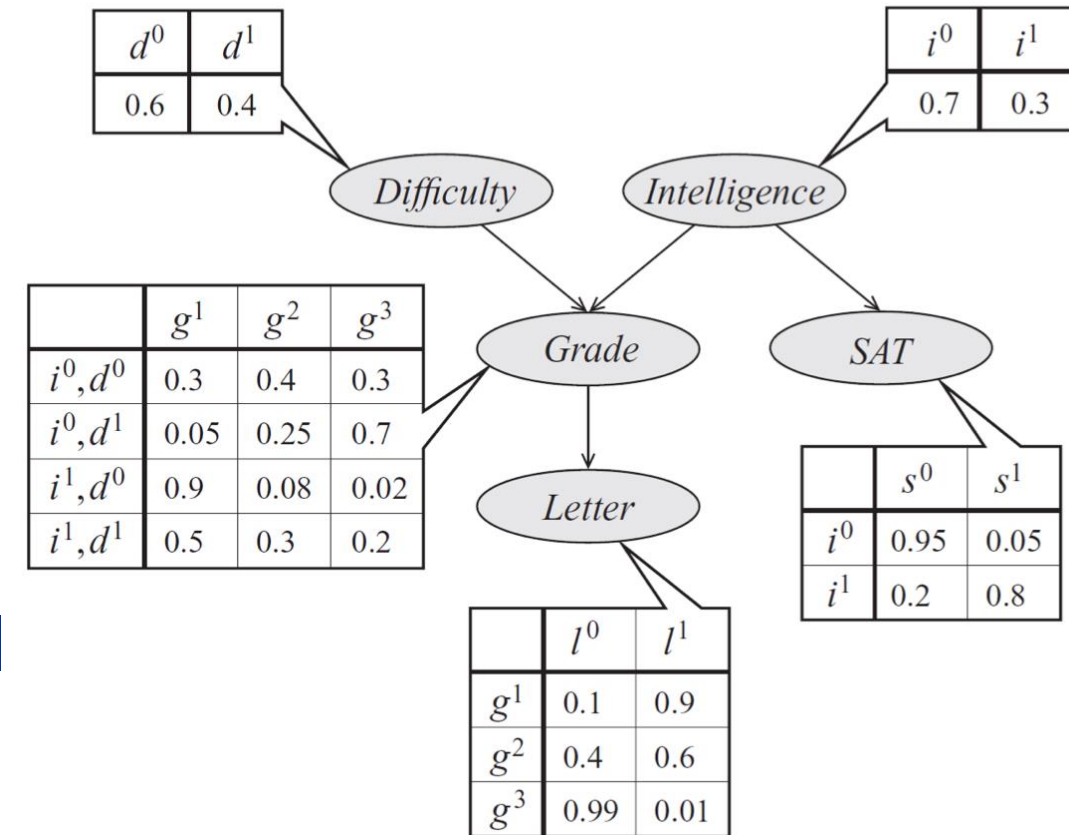 d⁰ d¹
0.6 0.4
i⁰ i¹
0.7 0.3
Difficulty
Intelligence
g¹ g² g³
i⁰,d⁰ 0.3 0.4 0.3
i⁰,d¹ 0.05 0.25 0.7
i¹,d⁰ 0.9 0.08 0.02
i¹,d¹ 0.5 0.3 0.2
Grade
SAT
Letter
s⁰ s¹
i⁰ 0.95 0.05
i¹ 0.2 0.8
l⁰ l¹
g¹ 0.1 0.9
g² 0.4 0.6
g³ 0.99 0.01